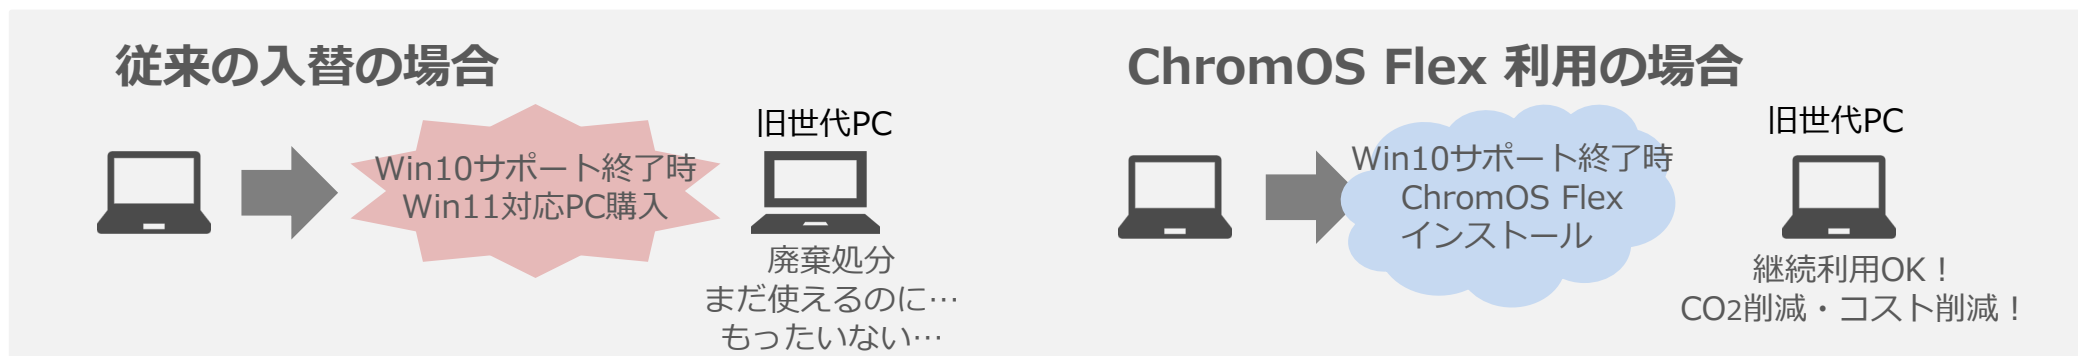 従来の入替の場合
Win10サポート終了時
Win11対応PC購入
旧世代PC
廃棄処分
まだ使えるのに…
もったいない…
ChromOS Flex 利用の場合
Win10サポート終了時
ChromOS Flex
インストール
旧世代PC
継続利用OK！
CO2削減・コスト削減！